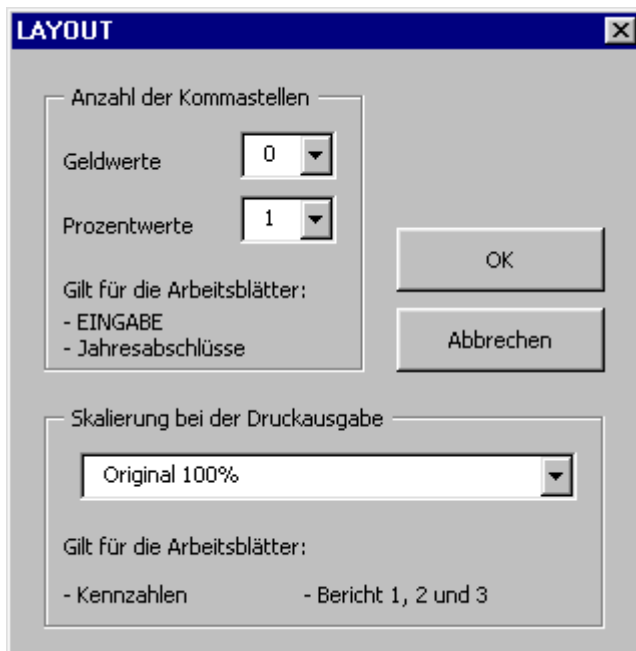 LAYOUT
Anzahl der Kommastellen
Geldwerte 0
Prozentwerte 1
Gilt für die Arbeitsblätter:
- EINGABE
- Jahresabschlüsse
OK
Abbrechen
Skalierung bei der Druckausgabe
Original 100%
Gilt für die Arbeitsblätter:
- Kennzahlen - Bericht 1, 2 und 3